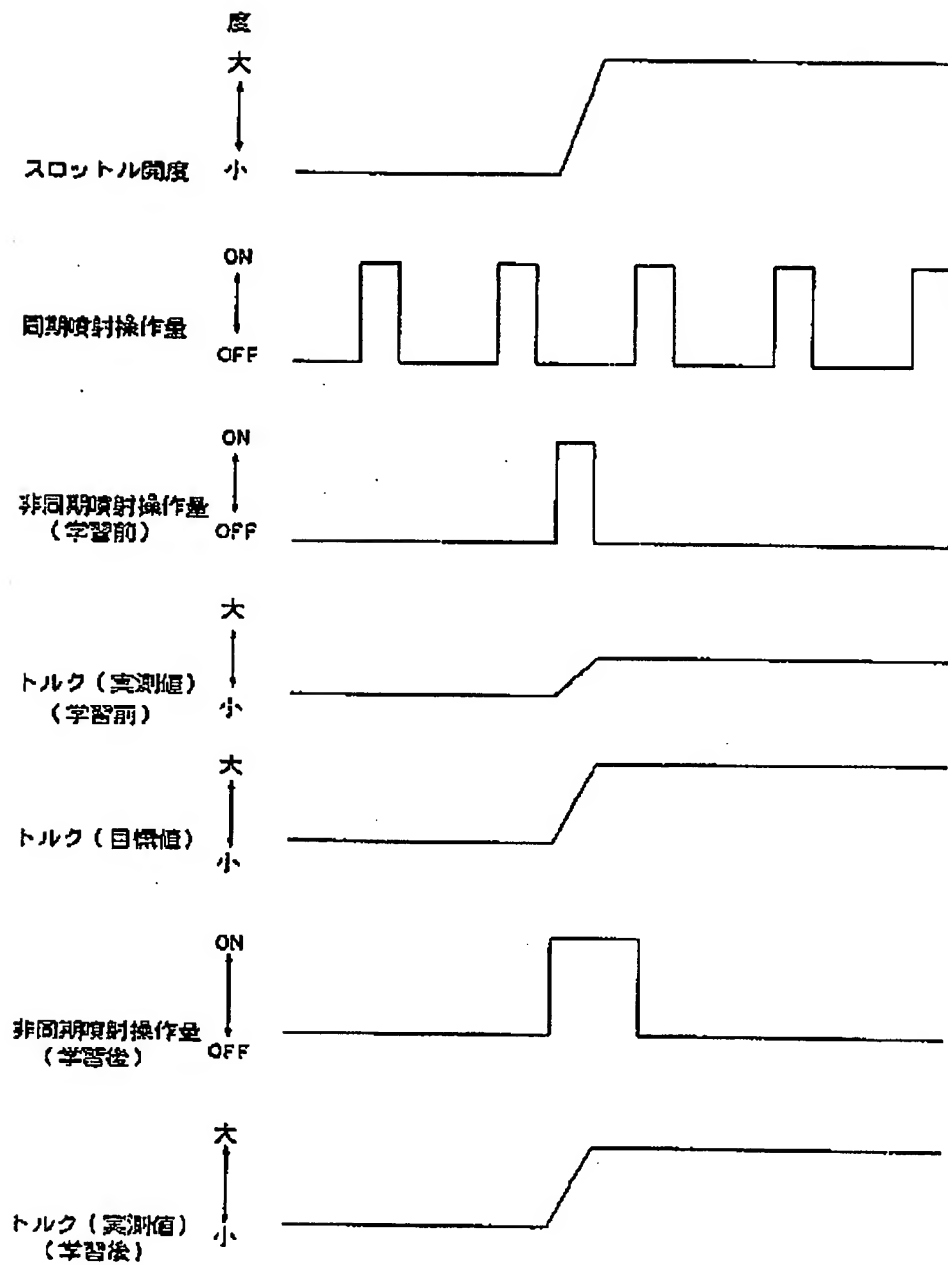 度
大
スロットル開度 小
ON
同期噴射操作量
OFF
ON
非同期噴射操作量
(学習前) OFF
大
トルク(実測値)
(学習前) 小
大
トルク(目標値)
小
ON
非同期噴射操作量
(学習後) OFF
大
トルク(実測値) 小
(学習後)